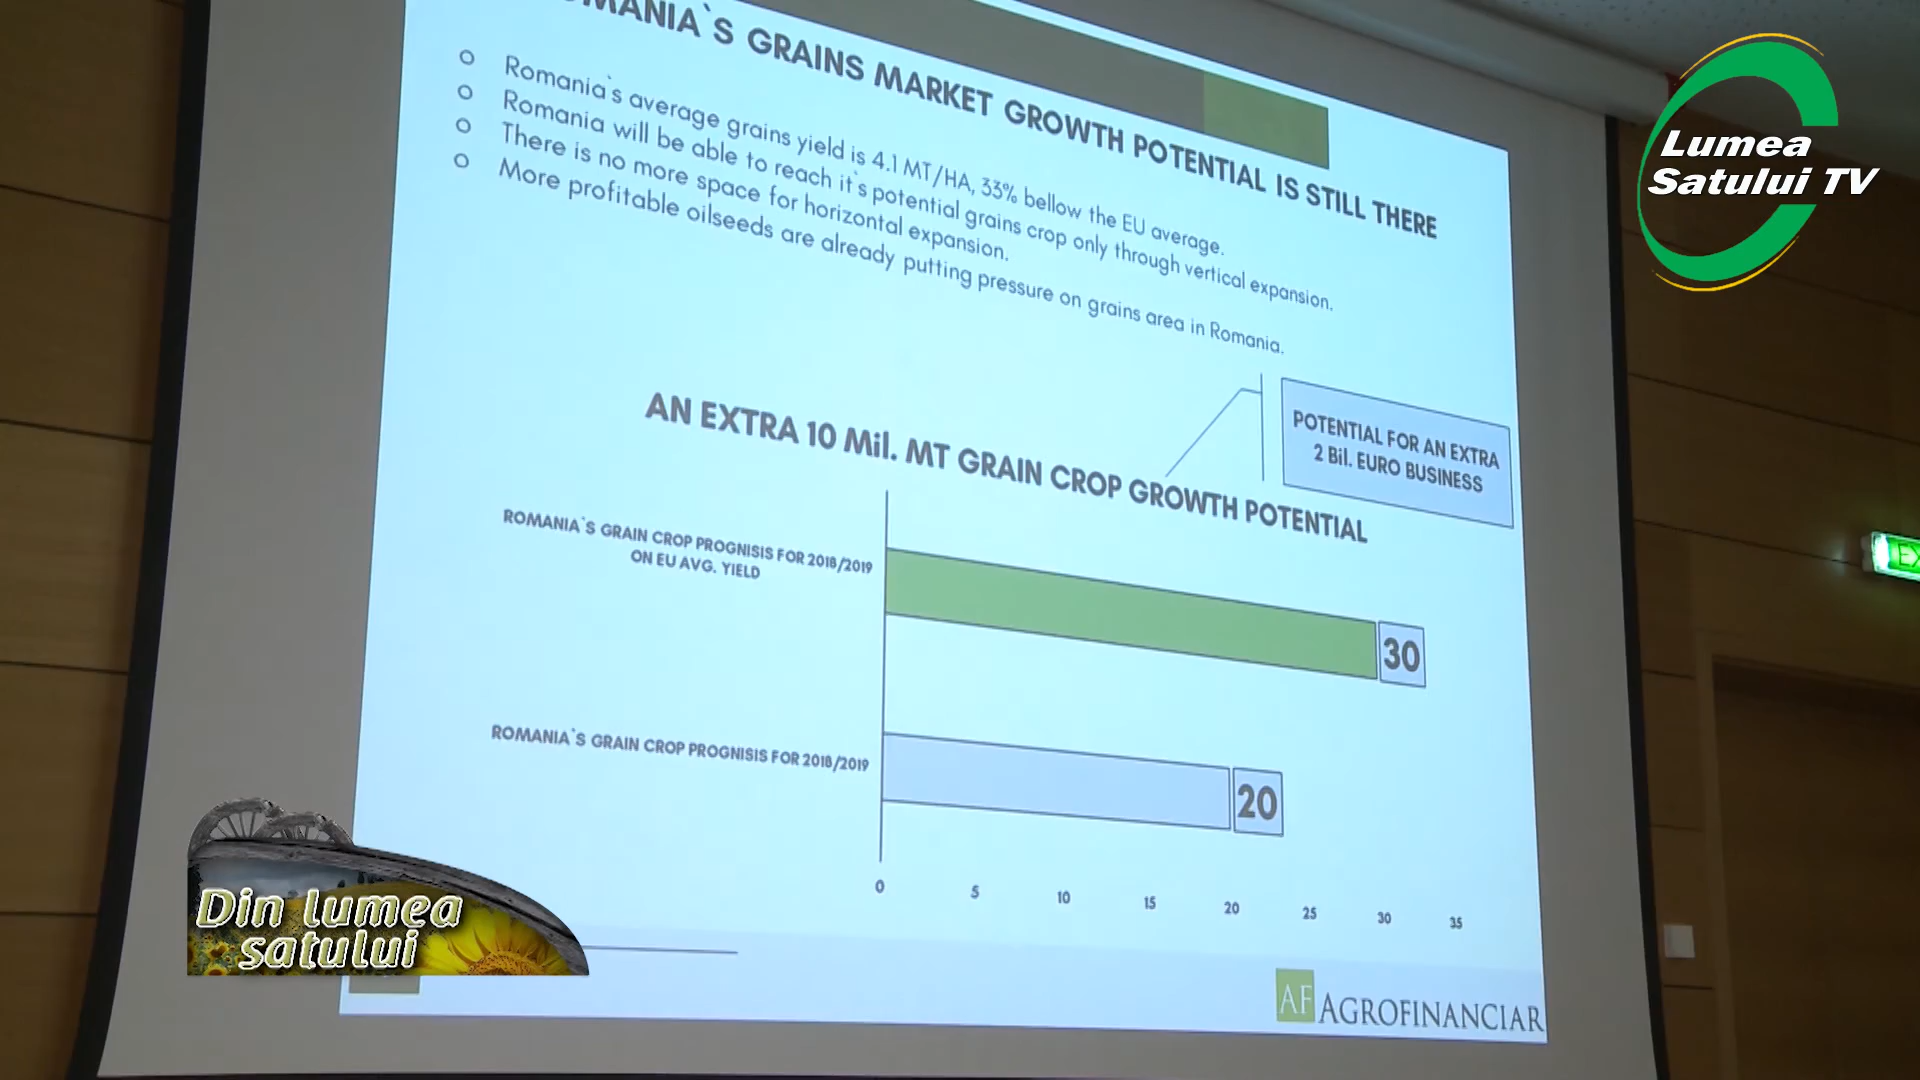 MANIA`S GRAINS MARKET GROWTH POTENTIAL IS STILL THERE
Romania`s average grains yield is 4.1 MT/HA, 33% bellow the EU average.
Romania will be able to reach it`s potential grains crop only through vertical expansion.
There is no more space for horizontal expansion.
More profitable oilseeds are already putting pressure on grains area in Romania.
POTENTIAL FOR AN EXTRA
2 Bil. EURO BUSINESS
AN EXTRA 10 Mil. MT GRAIN CROP GROWTH POTENTIAL
ROMANIA`S GRAIN CROP PROGNISIS FOR 2018/2019
ON EU AVG. YIELD
30
ROMANIA`S GRAIN CROP PROGNISIS FOR 2018/2019
20
0 5 10 15 20 25 30 35
AF AGROFINANCIAR
Lumea
Satului TV
Din lumea
satului
EX